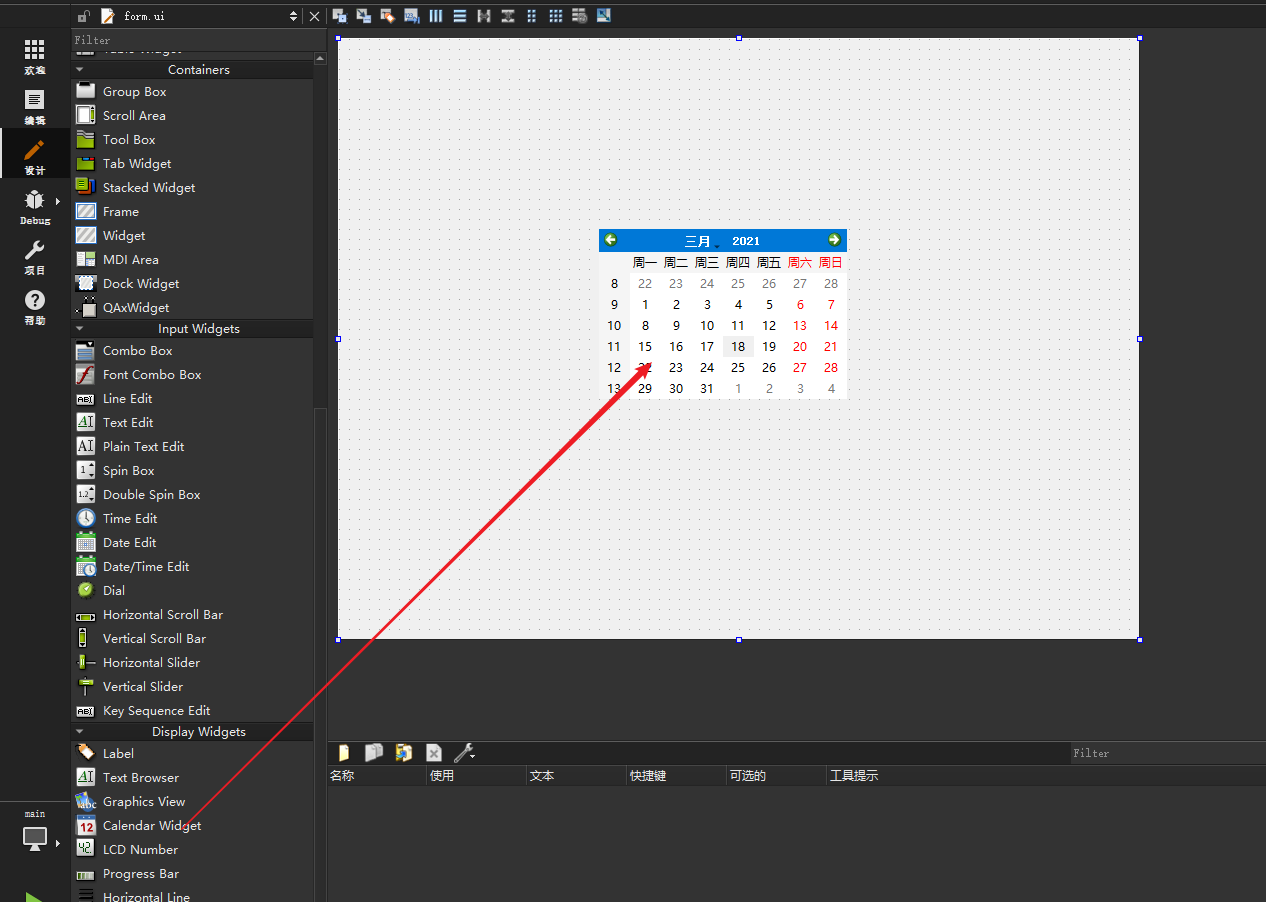 form.ui
Filter
欢迎
编辑
设计
Debug
项目
帮助
main
Table Widget
Containers
Group Box
Scroll Area
Tool Box
Tab Widget
Stacked Widget
Frame
Widget
MDI Area
Dock Widget
QAxWidget
Input Widgets
Combo Box
Font Combo Box
Line Edit
Text Edit
Plain Text Edit
Spin Box
Double Spin Box
Time Edit
Date Edit
Date/Time Edit
Dial
Horizontal Scroll Bar
Vertical Scroll Bar
Horizontal Slider
Vertical Slider
Key Sequence Edit
Display Widgets
Label
Text Browser
Graphics View
Calendar Widget
LCD Number
Progress Bar
Horizontal Line
三月 2021
周一 周二 周三 周四 周五 周六 周日
8 22 23 24 25 26 27 28
9 1 2 3 4 5 6 7
10 8 9 10 11 12 13 14
11 15 16 17 18 19 20 21
12 22 23 24 25 26 27 28
13 29 30 31 1 2 3 4
Filter
名称 使用 文本 快捷键 可选的 工具提示